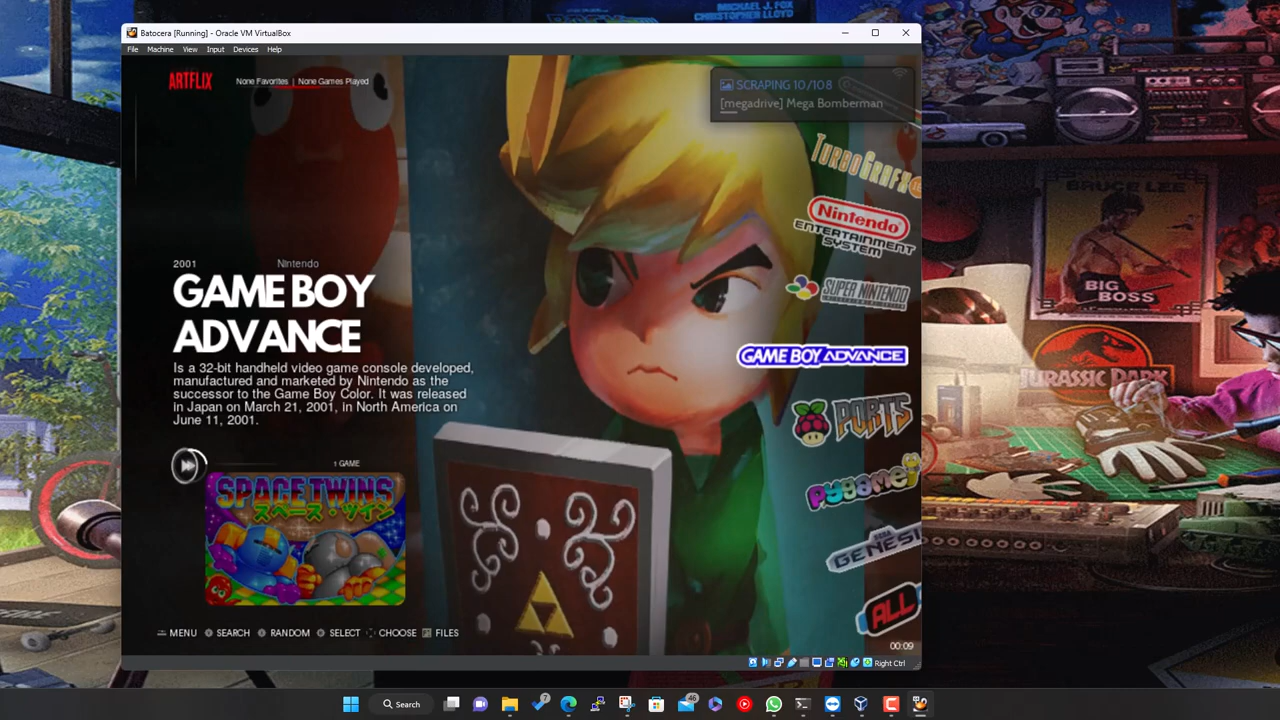 MICHAEL J. FOX
CHRISTOPHER LLOYD
Batocera [Running] - Oracle VM VirtualBox
File Machine View Input Devices Help
ARTFLIX
None Favorites | None Games Played
SCRAPING 10/108
[megadrive] Mega Bomberman
TURBOGRAFX
Nintendo
ENTERTAINMENT
SYSTEM
SUPER NINTENDO
GAME BOY ADVANCE
PORTS
Pygame
SEGA
GENESIS
ALL
2001 Nintendo
GAME BOY
ADVANCE
Is a 32-bit handheld video game console developed,
manufactured and marketed by Nintendo as the
successor to the Game Boy Color. It was released
in Japan on March 21, 2001, in North America on
June 11, 2001.
1 GAME
SPACE TWINS
スペース・ツイン
MENU SEARCH RANDOM SELECT CHOOSE FILES
00:09
Right Ctrl
BRUCE LEE
BIG
BOSS
JURASSIC PARK
Search
7
46